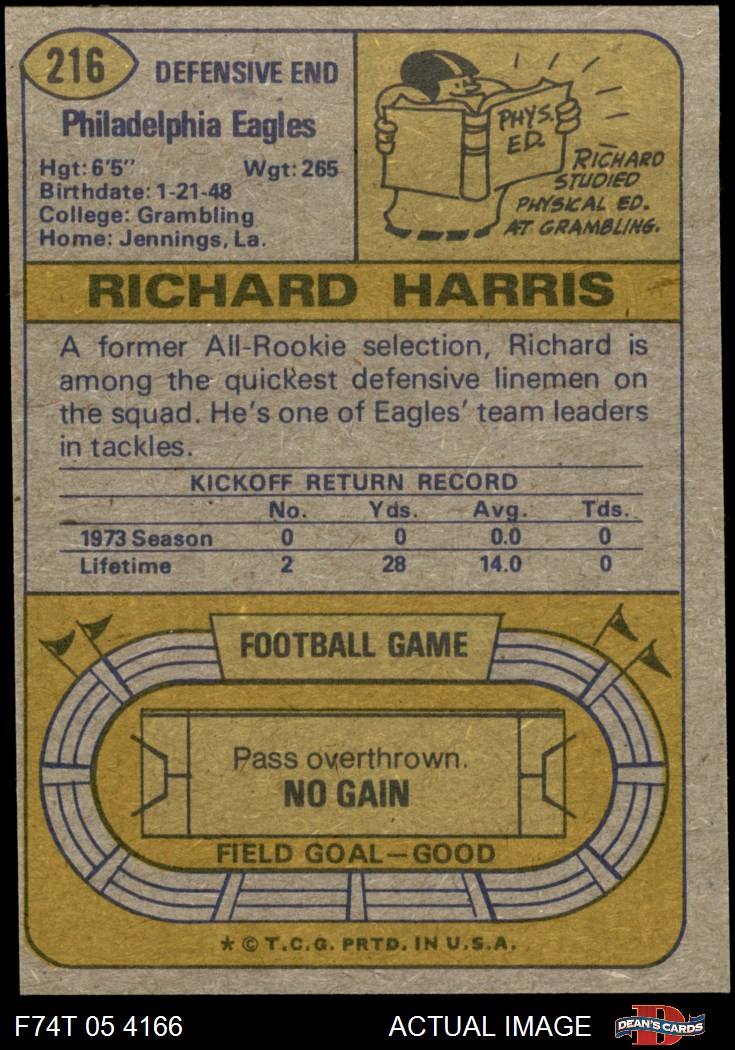 216
DEFENSIVE END
Philadelphia Eagles
Hgt: 6'5" Wgt: 265
Birthdate: 1-21-48
College: Grambling
Home: Jennings, La.
PHYS.
ED.
RICHARD
STUDIED
PHYSICAL ED.
AT GRAMBLING.
RICHARD HARRIS
A former All-Rookie selection, Richard is
among the quickest defensive linemen on
the squad. He's one of Eagles' team leaders
in tackles.
KICKOFF RETURN RECORD
No. Yds. Avg. Tds.
1973 Season 0 0 0.0 0
Lifetime 2 28 14.0 0
FOOTBALL GAME
Pass overthrown.
NO GAIN
FIELD GOAL—GOOD
* © T.C.G. PRTD. IN U.S.A.
F74T 05 4166 ACTUAL IMAGE
D
DEAN'S CARDS